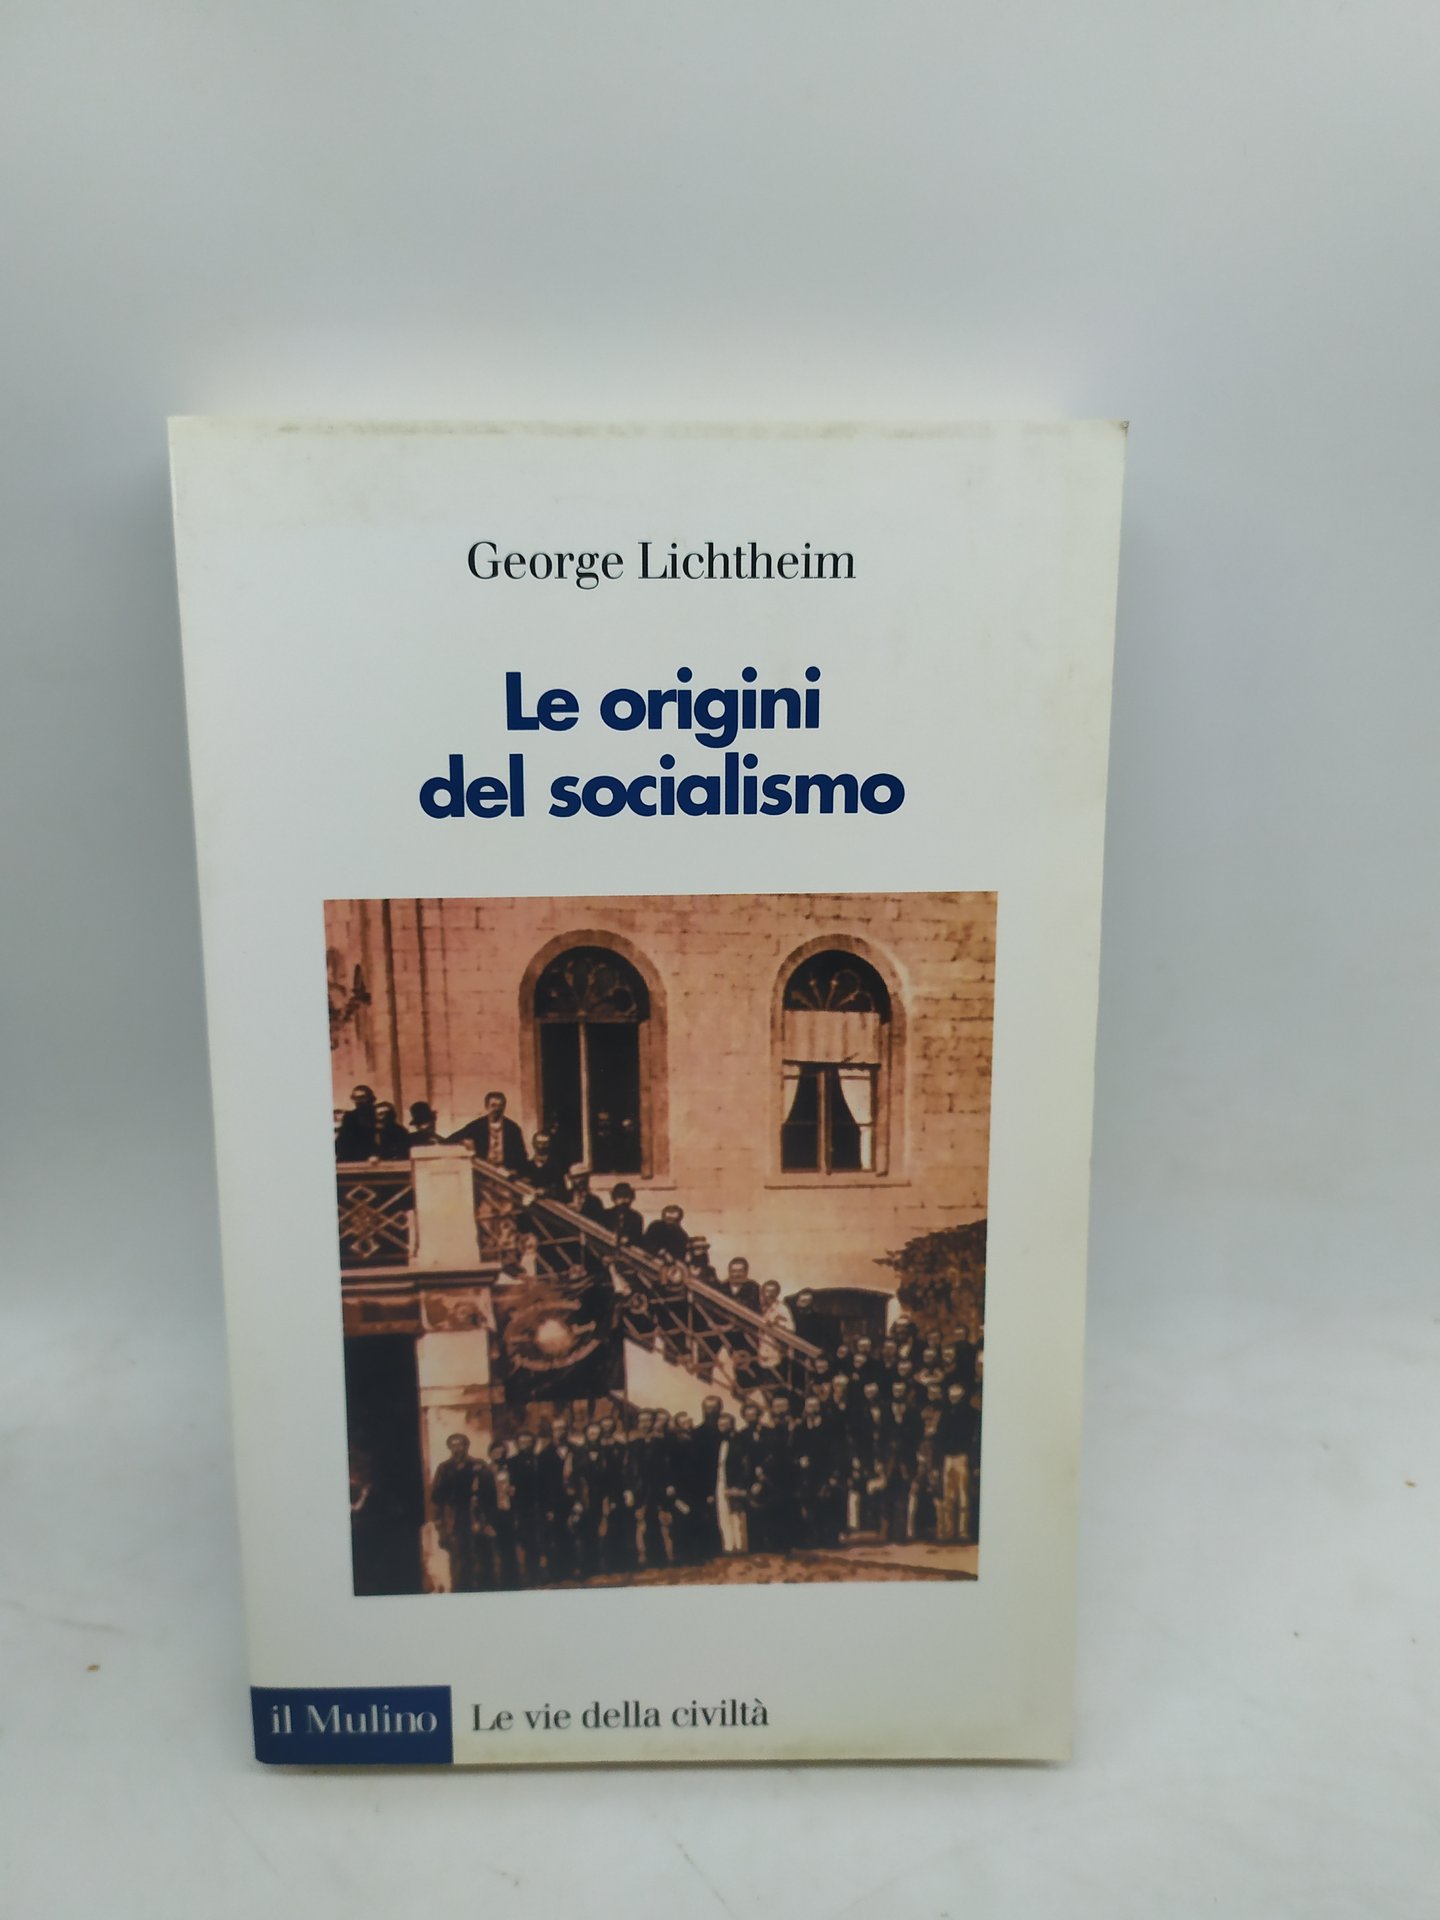 George Lichtheim
Le origini
del socialismo
il Mulino Le vie della civiltà